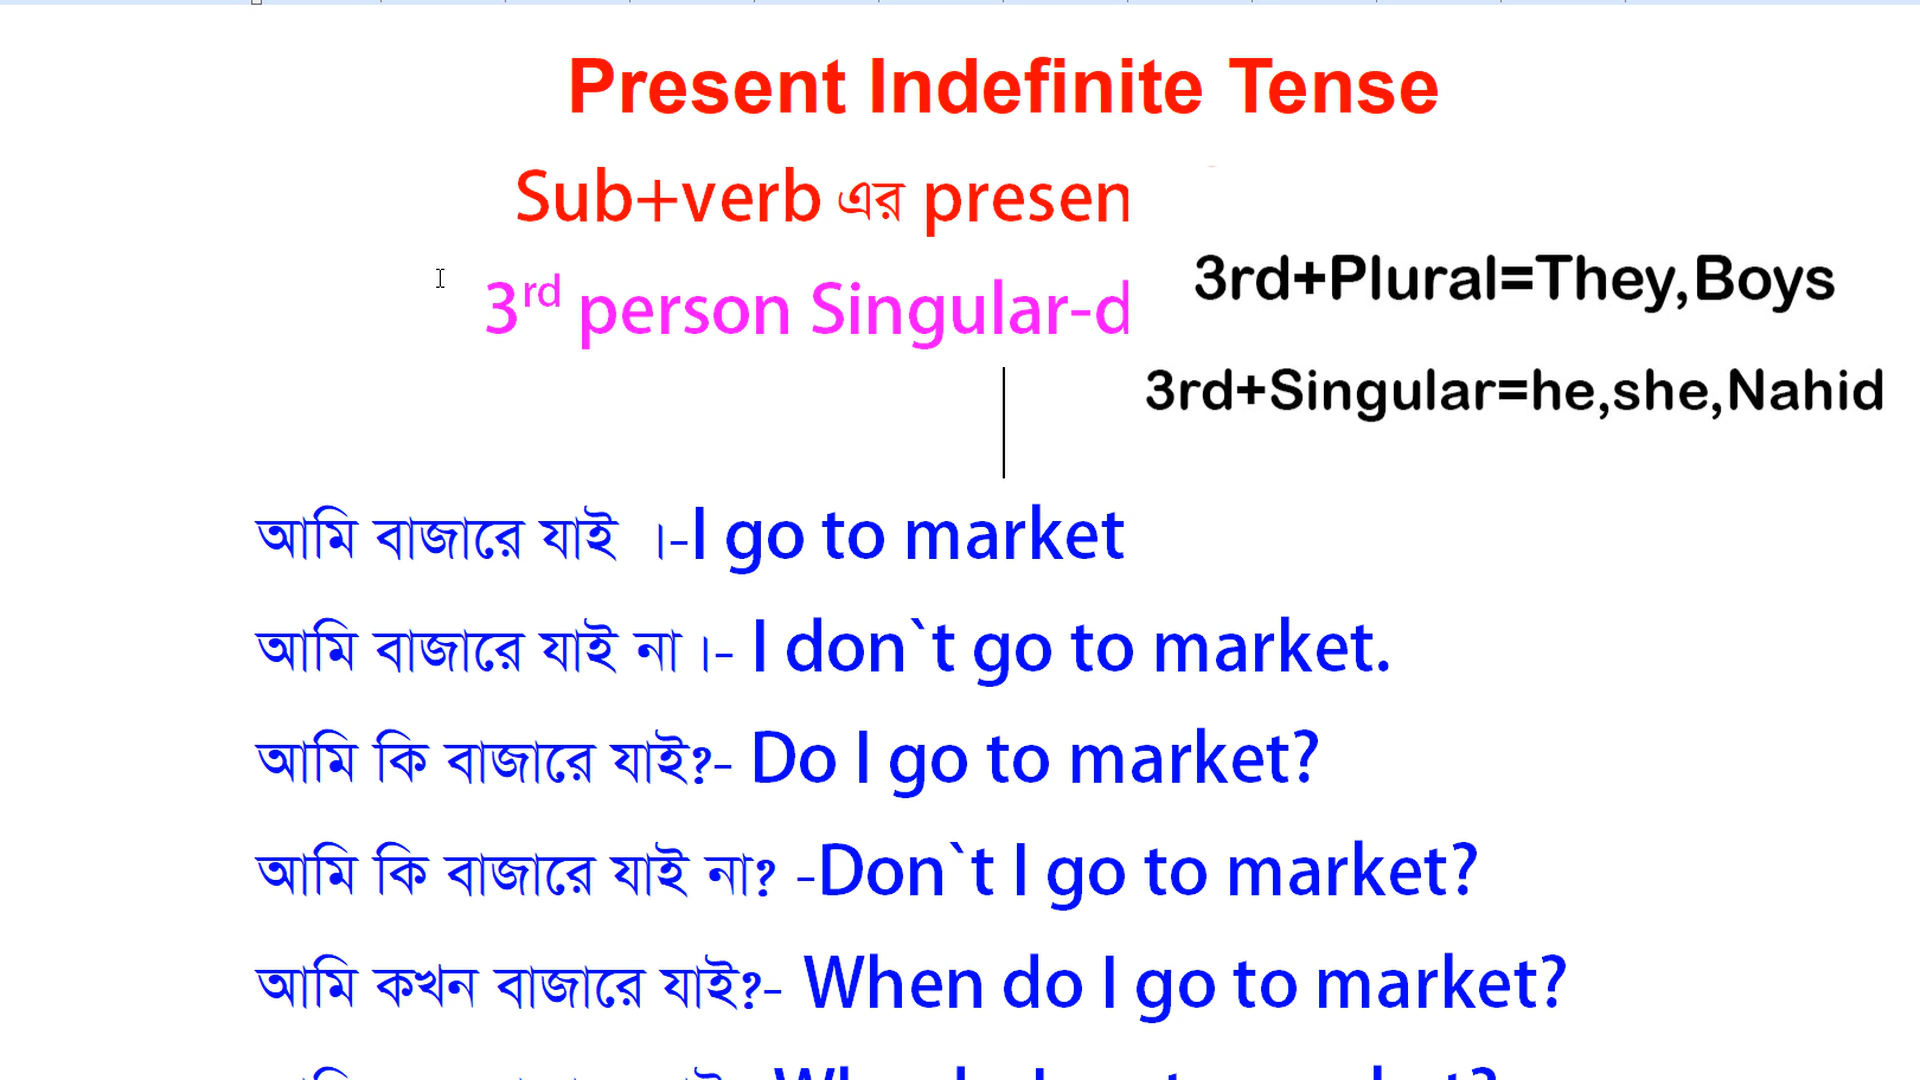 Present Indefinite Tense
Sub+verb এর presen
3rd person Singular-d
3rd+Plural=They,Boys
3rd+Singular=he,she,Nahid
আমি বাজারে যাই ।-I go to market
আমি বাজারে যাই না।- I don`t go to market.
আমি কি বাজারে যাই?- Do I go to market?
আমি কি বাজারে যাই না? -Don`t I go to market?
আমি কখন বাজারে যাই?- When do I go to market?